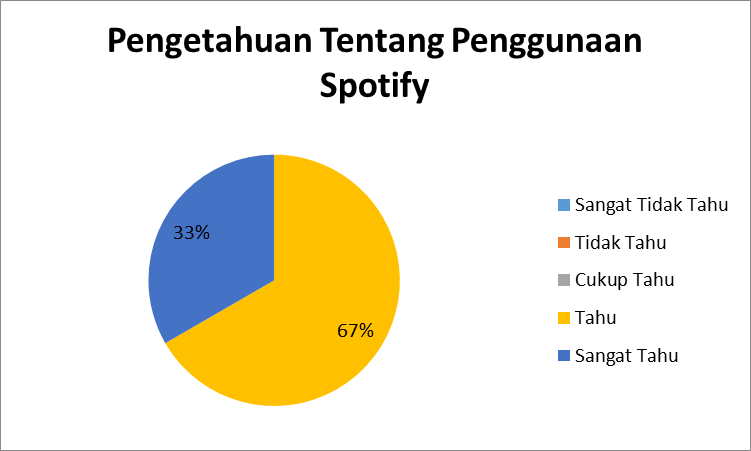 Pengetahuan Tentang Penggunaan
Spotify
33%
67%
Sangat Tidak Tahu
Tidak Tahu
Cukup Tahu
Tahu
Sangat Tahu